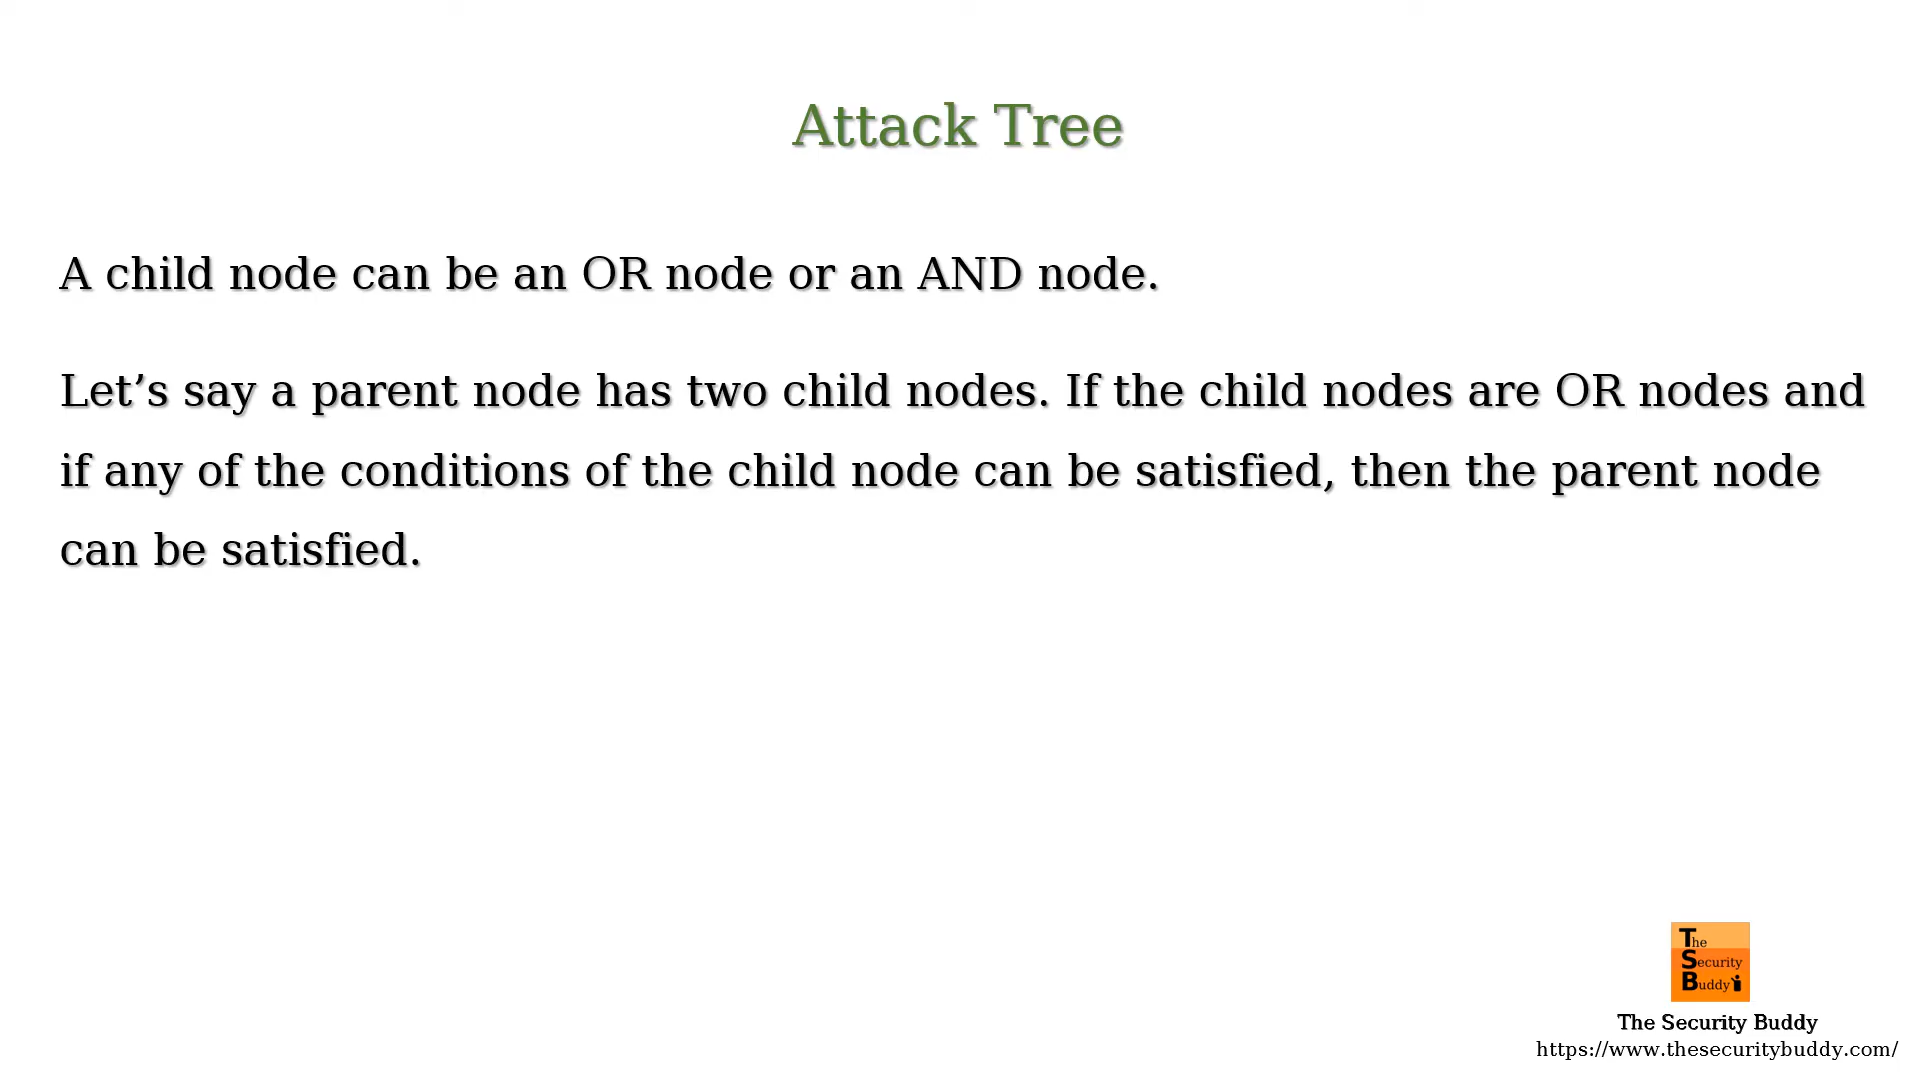 Attack Tree
A child node can be an OR node or an AND node.
Let’s say a parent node has two child nodes. If the child nodes are OR nodes and
if any of the conditions of the child node can be satisfied, then the parent node
can be satisfied.
The
Security
Buddy
The Security Buddy
https://www.thesecuritybuddy.com/